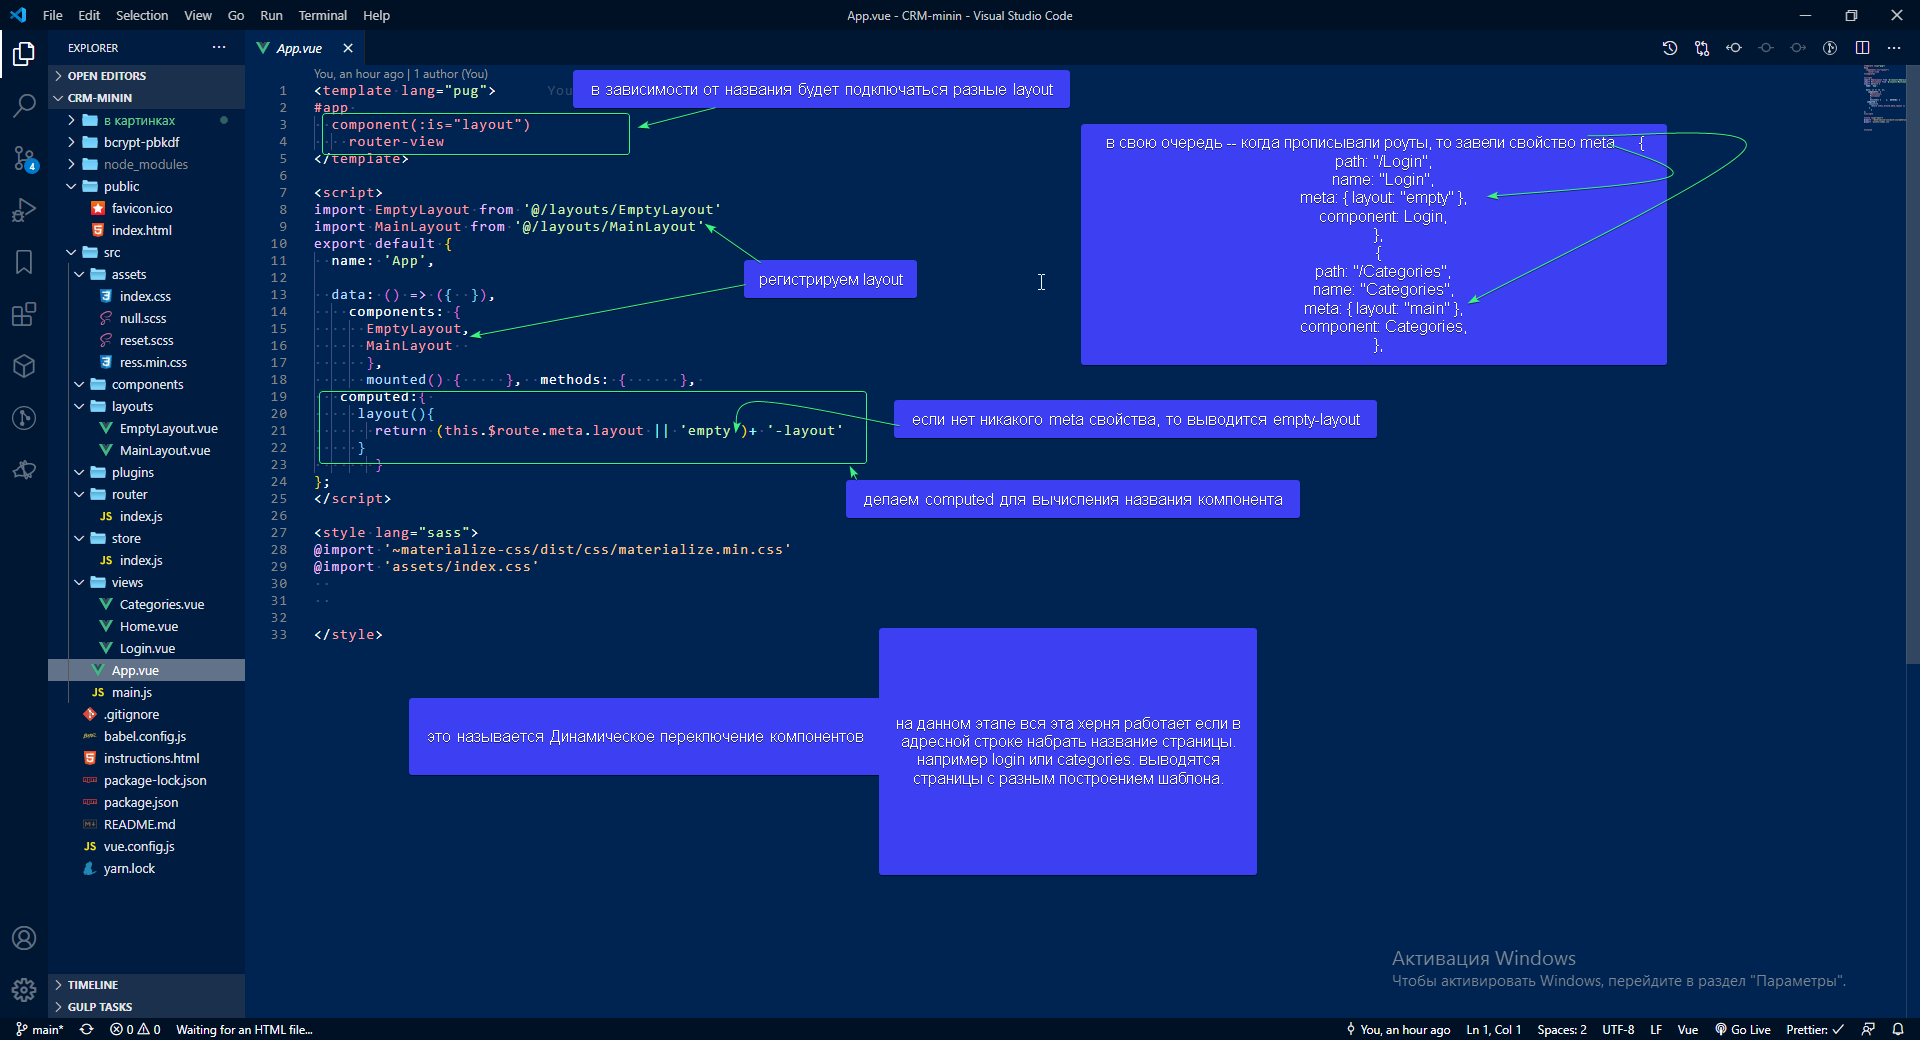 File Edit Selection View Go Run Terminal Help
App.vue - CRM-minin - Visual Studio Code
EXPLORER
OPEN EDITORS
CRM-MININ
в картинках
bcrypt-pbkdf
node_modules
public
favicon.ico
index.html
src
assets
index.css
null.scss
reset.scss
ress.min.css
components
layouts
EmptyLayout.vue
MainLayout.vue
plugins
router
JS index.js
store
JS index.js
views
Categories.vue
Home.vue
Login.vue
App.vue
JS main.js
.gitignore
babel.config.js
instructions.html
package-lock.json
package.json
README.md
JS vue.config.js
yarn.lock
TIMELINE
GULP TASKS
4
App.vue
You, an hour ago | 1 author (You)
1 <template lang="pug"> You
2 #app
3 component(:is="layout")
4 router-view
5 </template>
6
7 <script>
8 import EmptyLayout from '@/layouts/EmptyLayout'
9 import MainLayout from '@/layouts/MainLayout'
10 export default {
11 name: 'App',
12
13 data: () => ({ }),
14 components: {
15 EmptyLayout,
16 MainLayout
17 },
18 mounted() { }, methods: { },
19 computed:{
20 layout(){
21 return (this.$route.meta.layout || 'empty')+ '-layout'
22 }
23 }
24 };
25 </script>
26
27 <style lang="sass">
28 @import '~materialize-css/dist/css/materialize.min.css'
29 @import 'assets/index.css'
30
31
32
33 </style>
в зависимости от названия будет подключаться разные layout
в свою очередь -- когда прописывали роуты, то завели свойство meta {
path: "/Login",
name: "Login",
meta: { layout: "empty" },
component: Login,
},
{
path: "/Categories",
name: "Categories",
meta: { layout: "main" },
component: Categories,
},
регистрируем layout
если нет никакого meta свойства, то выводится empty-layout
делаем computed для вычисления названия компонента
это называется Динамическое переключение компонентов
на данном этапе вся эта херня работает если в
адресной строке набрать название страницы.
например login или categories. выводятся
страницы с разным построением шаблона.
Активация Windows
Чтобы активировать Windows, перейдите в раздел "Параметры".
main* 0 0 Waiting for an HTML file...
You, an hour ago Ln 1, Col 1 Spaces: 2 UTF-8 LF Vue Go Live Prettier: